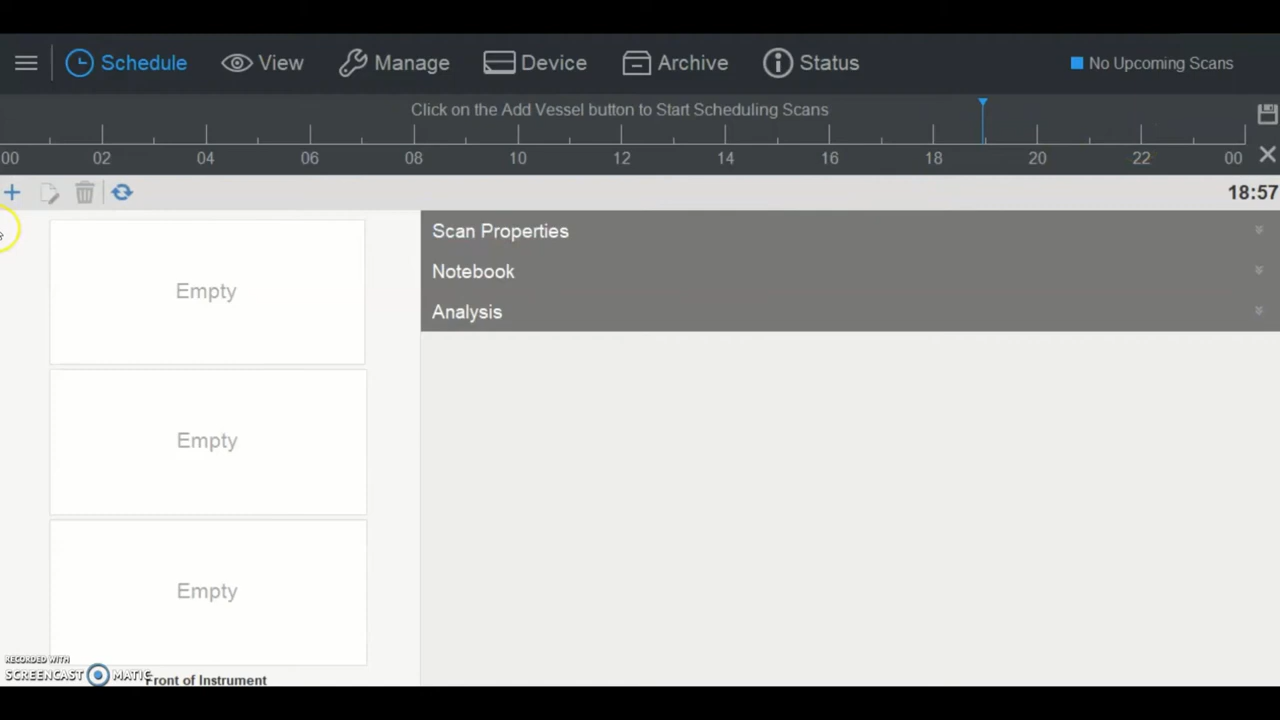 Schedule View Manage Device Archive Status No Upcoming Scans
Click on the Add Vessel button to Start Scheduling Scans
00 02 04 06 08 10 12 14 16 18 20 22 00
18:57
Empty
Scan Properties
Notebook
Analysis
Empty
Empty
RECORDED WITH
SCREENCAST MATIC
Front of Instrument